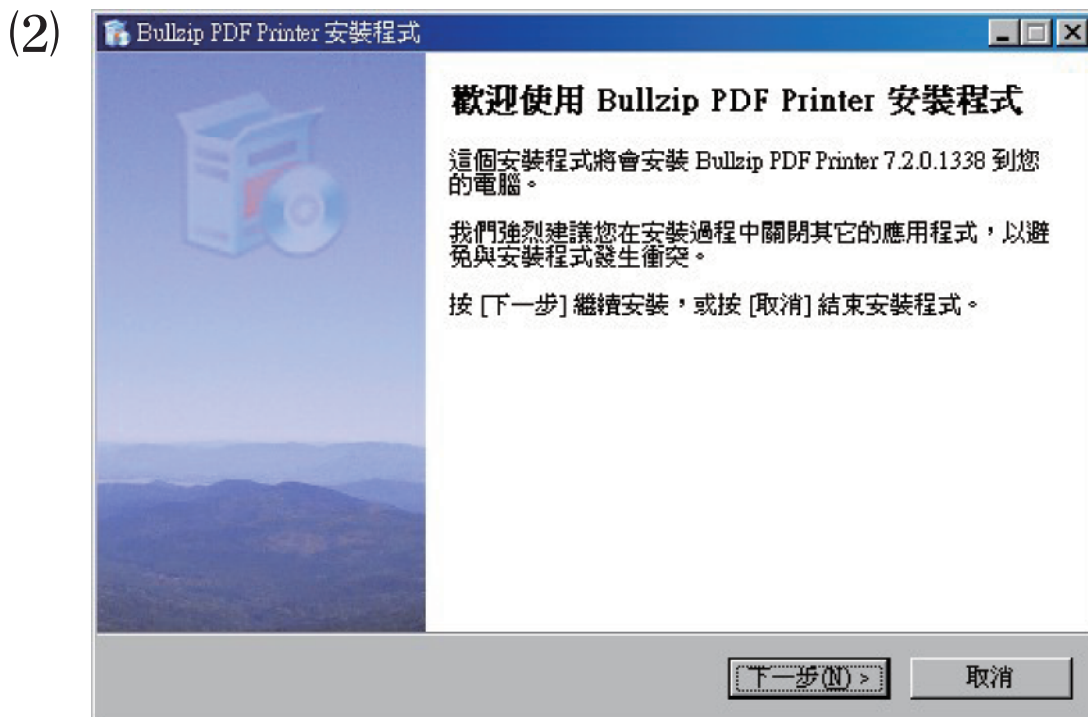 (2)
Bullzip PDF Printer 安裝程式
歡迎使用 Bullzip PDF Printer 安裝程式
這個安裝程式將會安裝 Bullzip PDF Printer 7.2.0.1338 到您
的電腦。
我們強烈建議您在安裝過程中關閉其它的應用程式，以避
免與安裝程式發生衝突。
按 [下一步] 繼續安裝，或按 [取消] 結束安裝程式。
下一步(N) >
取消